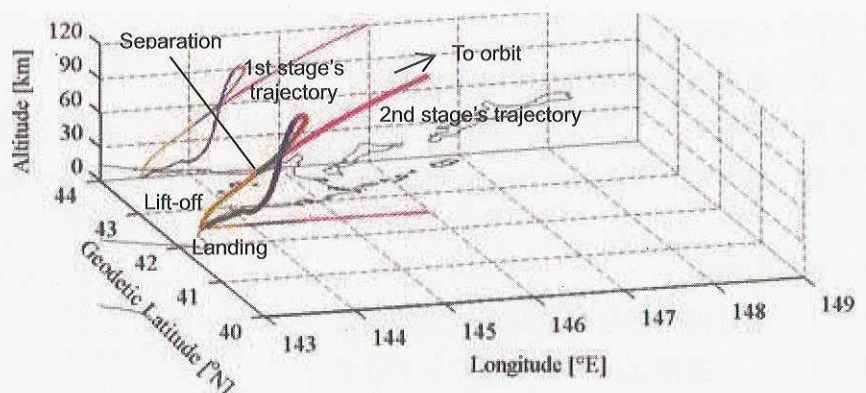 120
90
60
30
0
Altitude [km]
Separation
1st stage's
trajectory
To orbit
2nd stage's trajectory
Lift-off
Landing
44
43
42
41
40
Geodetic Latitude [°N]
143
144
145
146
147
148
149
Longitude [°E]